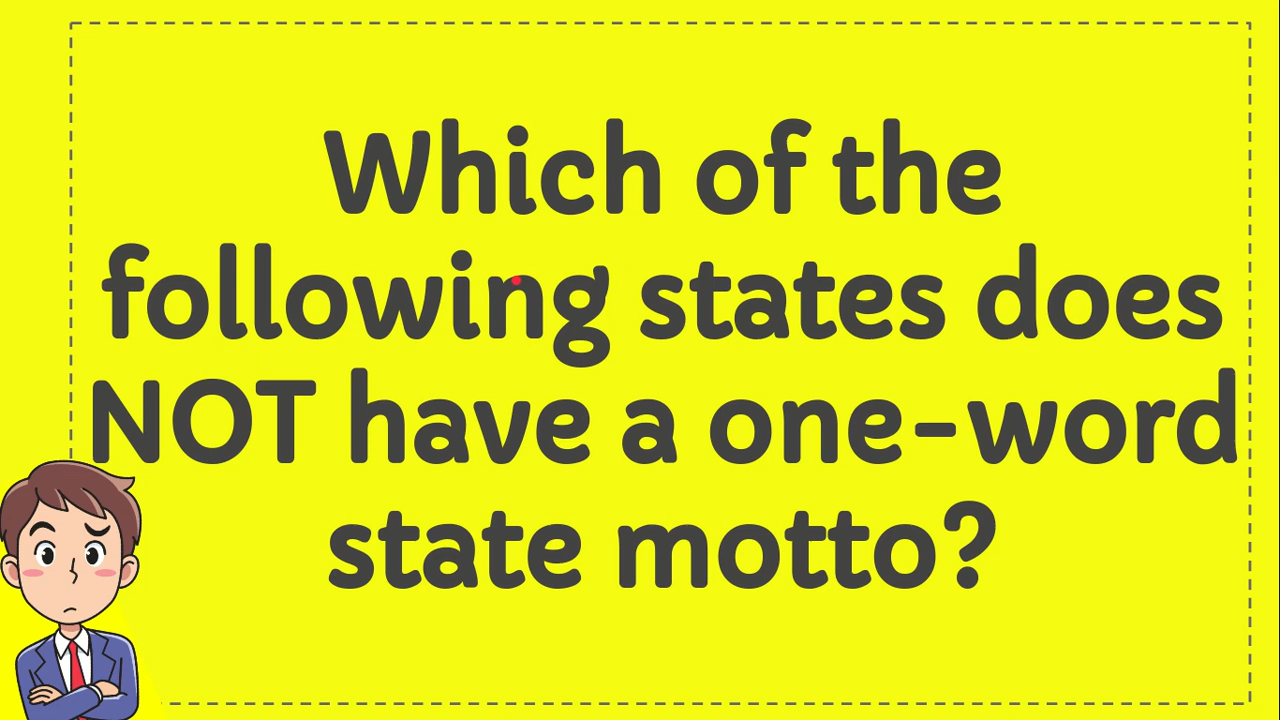 Which of the
following states does
NOT have a one-word
state motto?